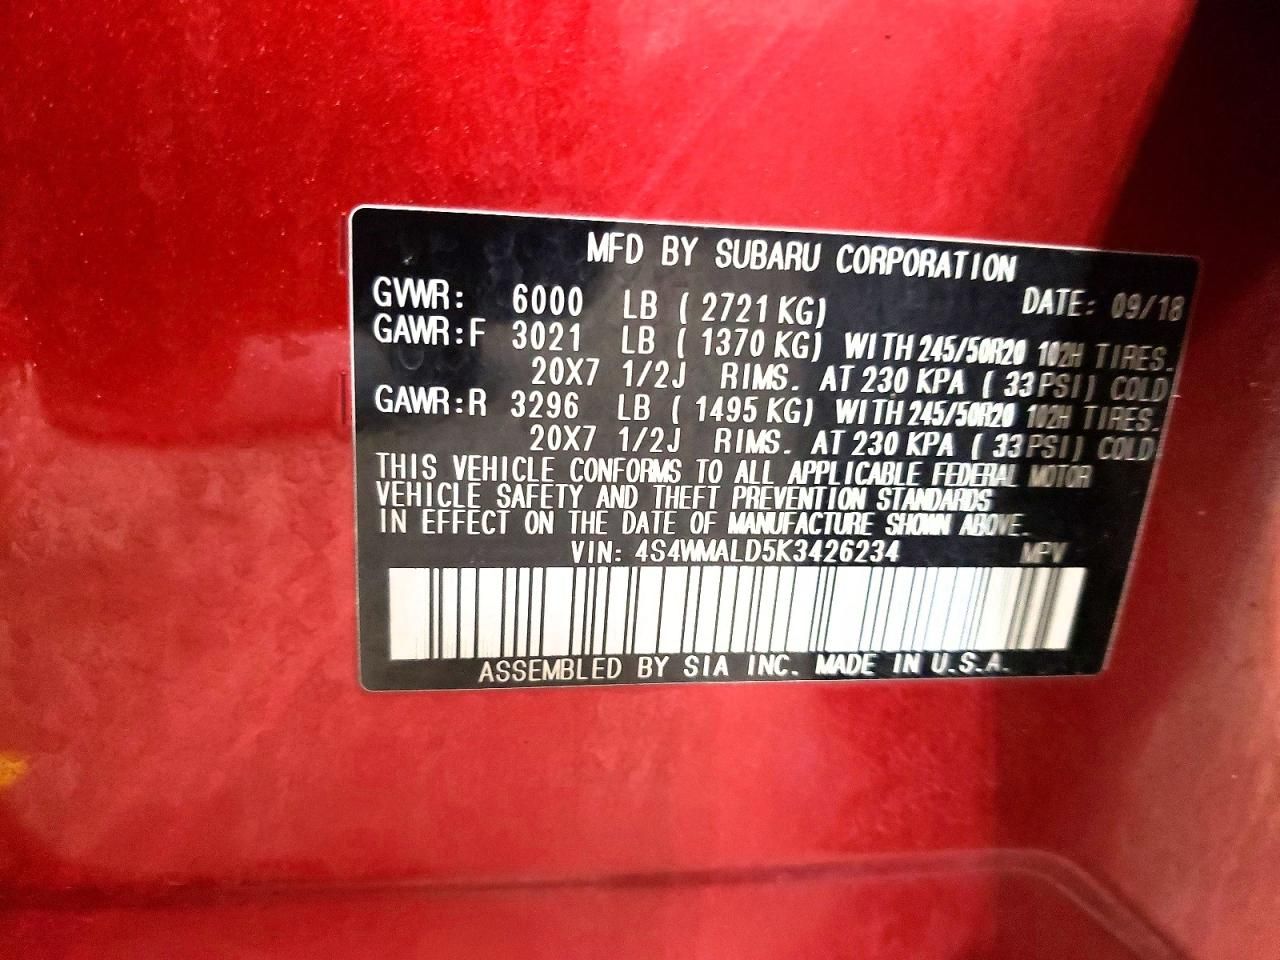 MFD BY SUBARU CORPORATION
GVWR: 6000 LB ( 2721 KG) DATE: 09/18
GAWR:F 3021 LB ( 1370 KG) WITH 245/50R20 102H TIRES.
20X7 1/2J RIMS. AT 230 KPA ( 33 PSI) COLD
GAWR:R 3296 LB ( 1495 KG) WITH 245/50R20 102H TIRES.
20X7 1/2J RIMS. AT 230 KPA ( 33 PSI) COLD
THIS VEHICLE CONFORMS TO ALL APPLICABLE FEDERAL MOTOR
VEHICLE SAFETY AND THEFT PREVENTION STANDARDS
IN EFFECT ON THE DATE OF MANUFACTURE SHOWN ABOVE.
VIN: 4S4WMALD5K3426234 MPV
ASSEMBLED BY SIA INC. MADE IN U.S.A.